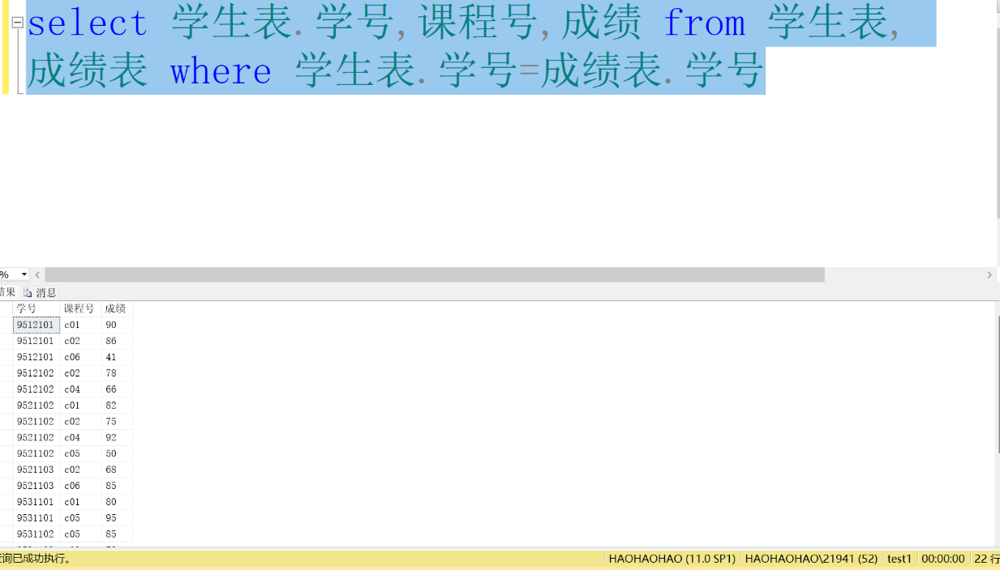 select 学生表.学号,课程号,成绩 from 学生表,
成绩表 where 学生表.学号=成绩表.学号
%
结果 消息
学号 课程号 成绩
9512101 c01 90
9512101 c02 86
9512101 c06 41
9512102 c02 78
9512102 c04 66
9521102 c01 82
9521102 c02 75
9521102 c04 92
9521102 c05 50
9521103 c02 68
9521103 c06 85
9531101 c01 80
9531101 c05 95
9531102 c05 85
查询已成功执行。 HAOHAOHAO (11.0 SP1) HAOHAOHAO\21941 (52) test1 00:00:00 22 行